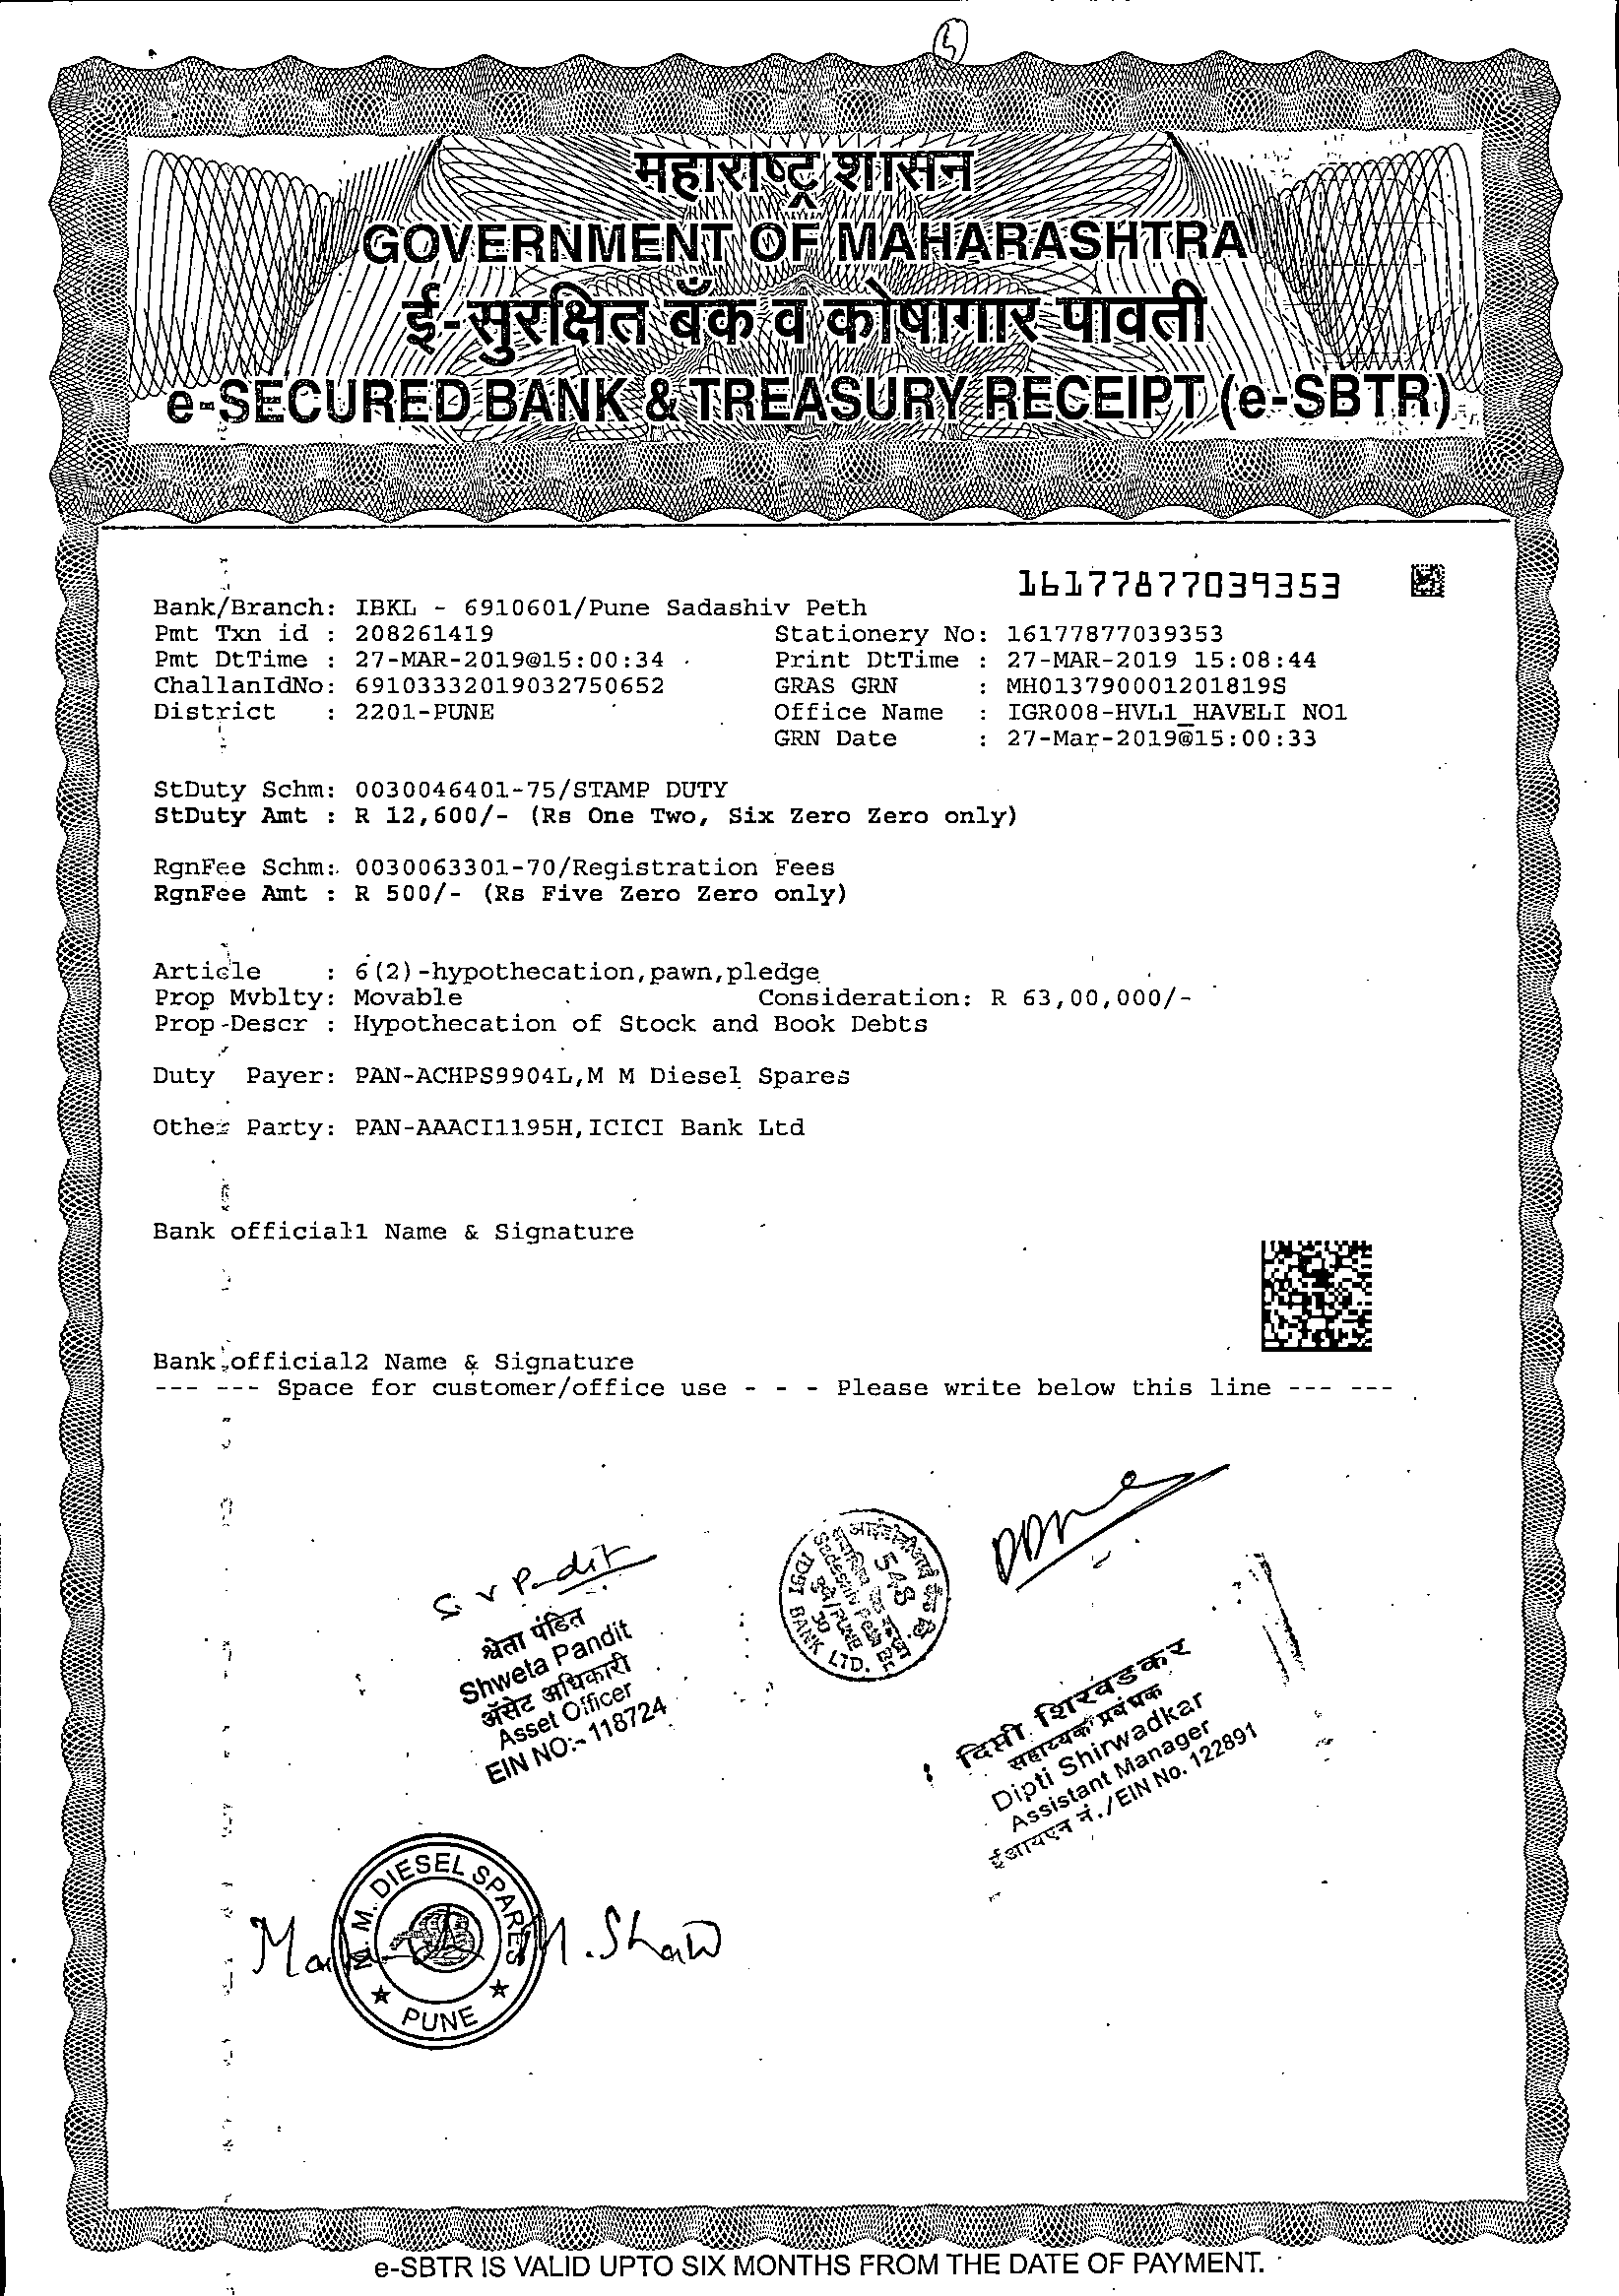 महाराष्ट्र शासन
GOVERNMENT OF MAHARASHTRA
ई-सुरक्षित बँक व कोषागार पावती
e-SECURED BANK & TREASURY RECEIPT (e-SBTR)
16177877039353
Bank/Branch: IBKL - 6910601/Pune Sadashiv Peth
Pmt Txn id : 208261419 Stationery No: 16177877039353
Pmt DtTime : 27-MAR-2019@15:00:34 Print DtTime : 27-MAR-2019 15:08:44
ChallanIdNo: 69103332019032750652 GRAS GRN : MH013790001201819S
District : 2201-PUNE Office Name : IGR008-HVL1_HAVELI NO1
GRN Date : 27-Mar-2019@15:00:33
StDuty Schm: 0030046401-75/STAMP DUTY
StDuty Amt : R 12,600/- (Rs One Two, Six Zero Zero only)
RgnFee Schm: 0030063301-70/Registration Fees
RgnFee Amt : R 500/- (Rs Five Zero Zero only)
Article : 6(2)-hypothecation,pawn,pledge
Prop Mvblty: Movable Consideration: R 63,00,000/-
Prop Descr : Hypothecation of Stock and Book Debts
Duty Payer: PAN-ACHPS9904L,M M Diesel Spares
Other Party: PAN-AAACI1195H,ICICI Bank Ltd
Bank official1 Name & Signature
Bank official2 Name & Signature
--- --- Space for customer/office use - - - Please write below this line --- ---
S V Pandit
श्वेता पंडित
Shweta Pandit
ॲसेट अधिकारी
Asset Officer
EIN NO:- 118724
548
Sadashiv Peth
IDBI BANK LTD.
दिप्ती शिरवडकर
सहाय्यक प्रबंधक
Dipti Shirwadkar
Assistant Manager
ईआयएन नं./EIN No. 122891
M. M. DIESEL SPARES
PUNE
M. Shah
e-SBTR IS VALID UPTO SIX MONTHS FROM THE DATE OF PAYMENT.